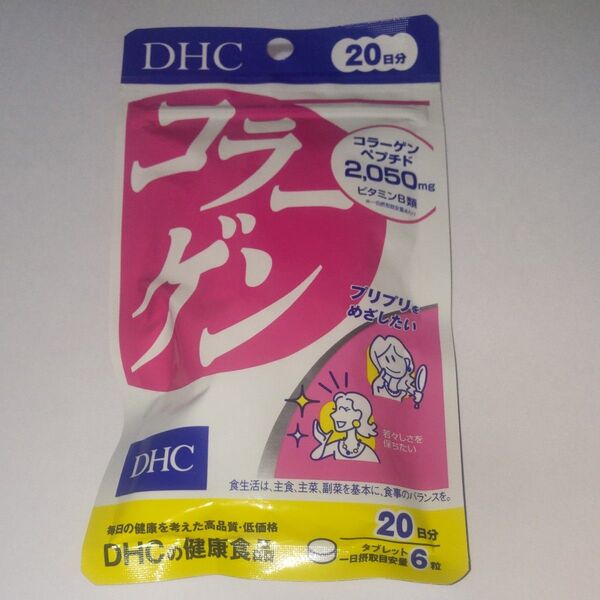 DHC
20日分
コラー
ゲン
コラーゲン
ペプチド
2,050mg
ビタミンB類
プリプリを
めざしたい
若々しさを
保ちたい
DHC
食生活は、主食、主菜、副菜を基本に、食事のバランスを。
毎日の健康を考えた高品質・低価格
DHCの健康食品
20日分
タブレット
一日摂取目安量6粒